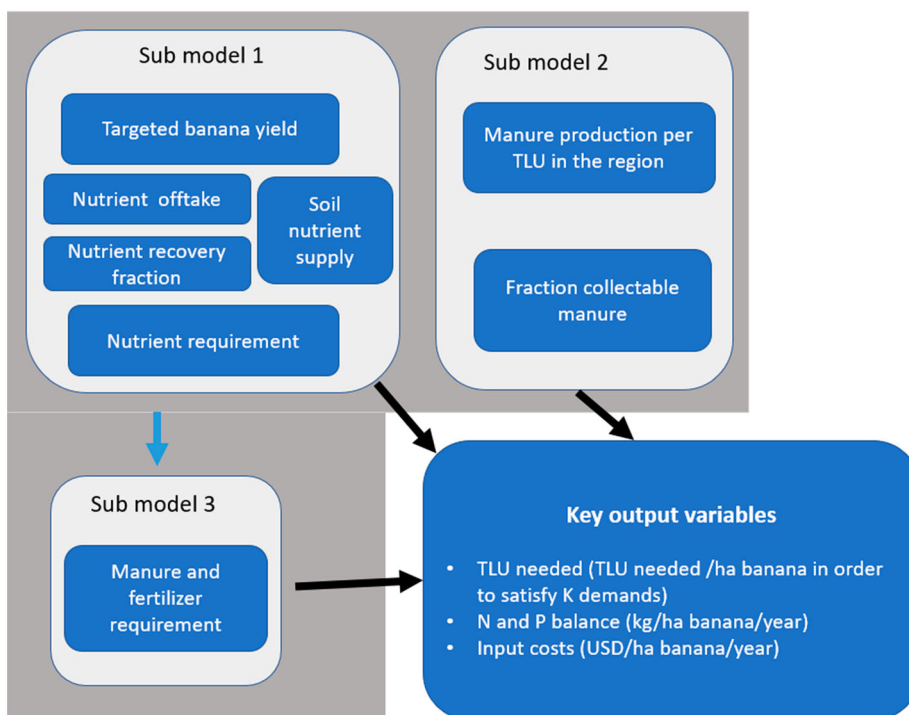 Sub model 1
Targeted banana yield
Nutrient offtake
Soil
nutrient
supply
Nutrient recovery
fraction
Nutrient requirement
Sub model 2
Manure production per
TLU in the region
Fraction collectable
manure
Sub model 3
Manure and
fertilizer
requirement
Key output variables
• TLU needed (TLU needed /ha banana in order
to satisfy K demands)
• N and P balance (kg/ha banana/year)
• Input costs (USD/ha banana/year)